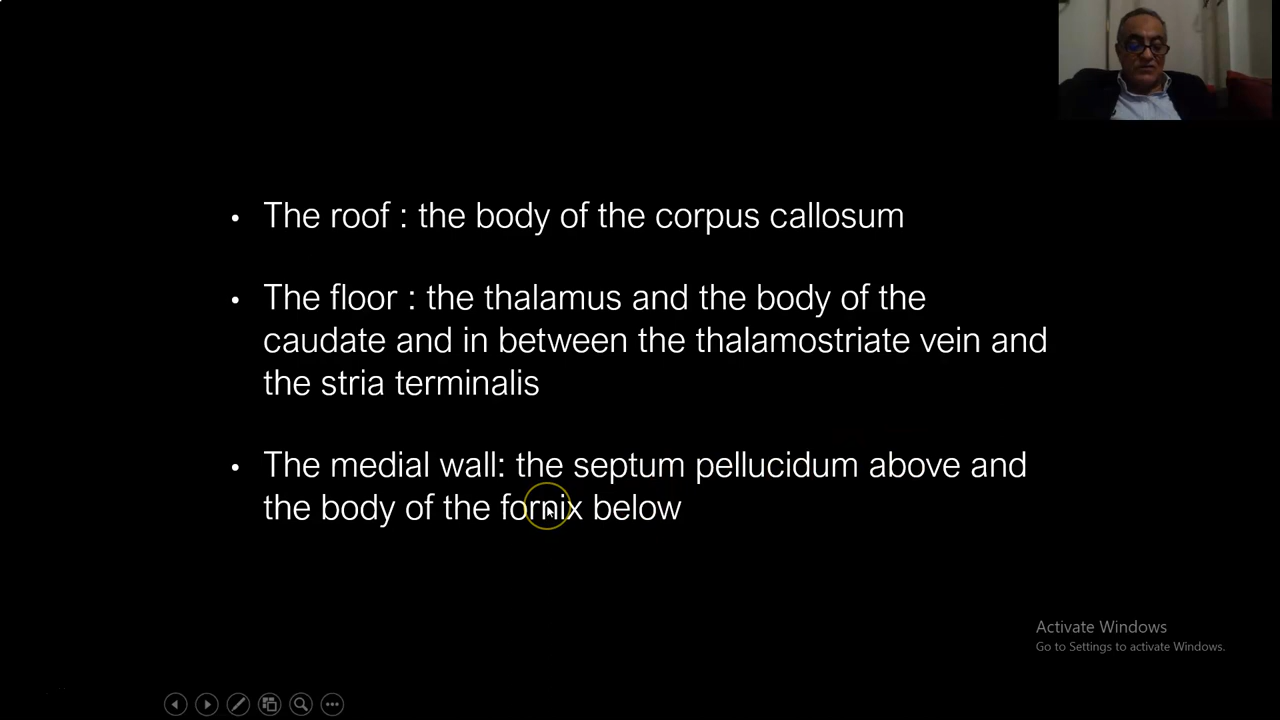 • The roof : the body of the corpus callosum
• The floor : the thalamus and the body of the
caudate and in between the thalamostriate vein and
the stria terminalis
• The medial wall: the septum pellucidum above and
the body of the fornix below
Activate Windows
Go to Settings to activate Windows.